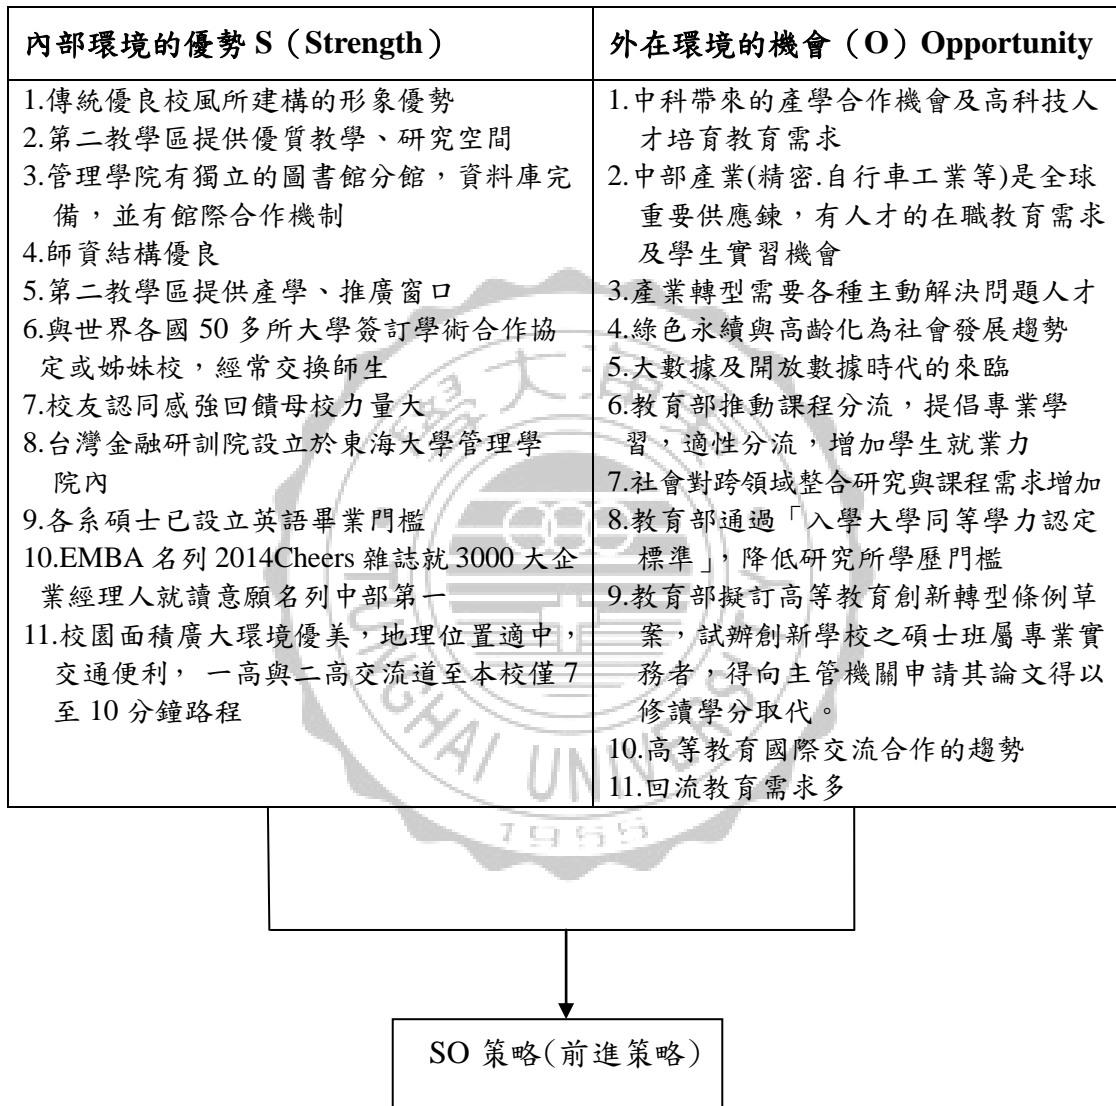 內部環境的優勢 S（Strength）
1.傳統優良校風所建構的形象優勢
2.第二教學區提供優質教學、研究空間
3.管理學院有獨立的圖書館分館，資料庫完
備，並有館際合作機制
4.師資結構優良
5.第二教學區提供產學、推廣窗口
6.與世界各國 50 多所大學簽訂學術合作協
定或姊妹校，經常交換師生
7.校友認同感強回饋母校力量大
8.台灣金融研訓院設立於東海大學管理學
院內
9.各系碩士已設立英語畢業門檻
10.EMBA 名列 2014Cheers 雜誌就 3000 大企
業經理人就讀意願名列中部第一
11.校園面積廣大環境優美，地理位置適中，
交通便利， 一高與二高交流道至本校僅 7
至 10 分鐘路程
外在環境的機會（O）Opportunity
1.中科帶來的產學合作機會及高科技人
才培育教育需求
2.中部產業(精密.自行車工業等)是全球
重要供應鍊，有人才的在職教育需求
及學生實習機會
3.產業轉型需要各種主動解決問題人才
4.綠色永續與高齡化為社會發展趨勢
5.大數據及開放數據時代的來臨
6.教育部推動課程分流，提倡專業學
習，適性分流，增加學生就業力
7.社會對跨領域整合研究與課程需求增加
8.教育部通過「入學大學同等學力認定
標準」，降低研究所學歷門檻
9.教育部擬訂高等教育創新轉型條例草
案，試辦創新學校之碩士班屬專業實
務者，得向主管機關申請其論文得以
修讀學分取代。
10.高等教育國際交流合作的趨勢
11.回流教育需求多
學大海
TUNGHAI UNIVERSITY
1955
SO 策略(前進策略)